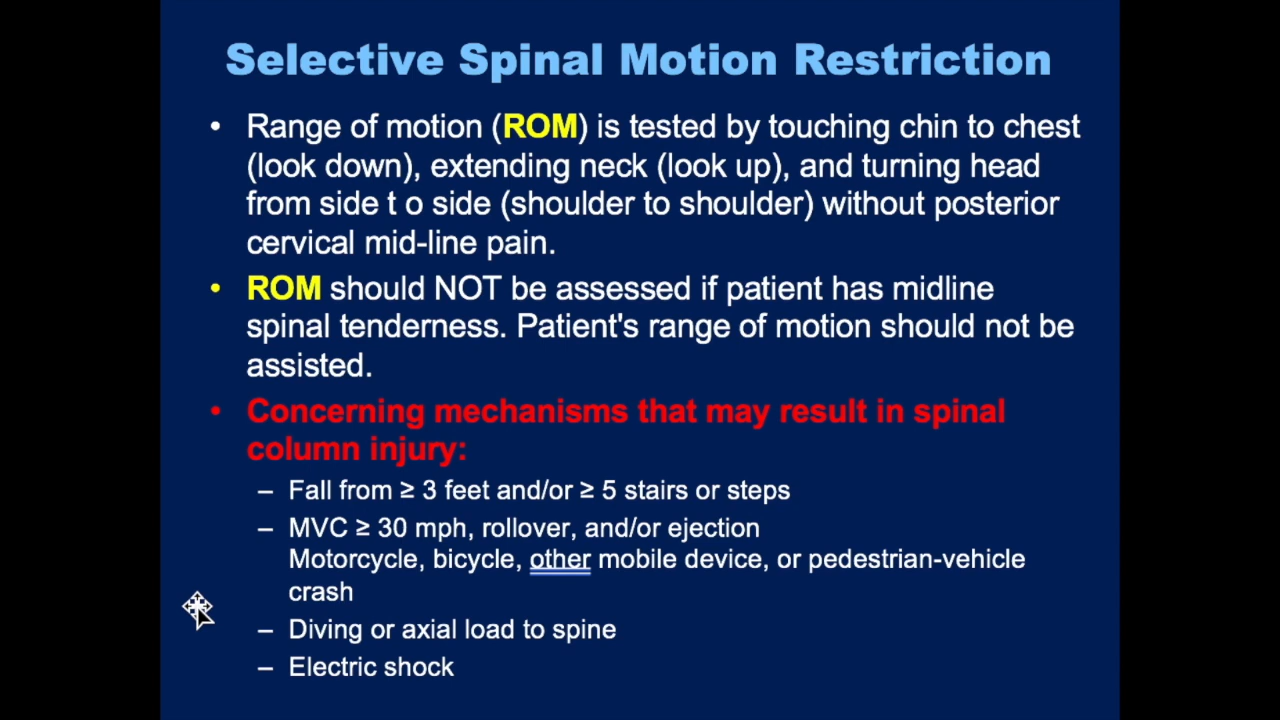 Selective Spinal Motion Restriction
• Range of motion (ROM) is tested by touching chin to chest
(look down), extending neck (look up), and turning head
from side t o side (shoulder to shoulder) without posterior
cervical mid-line pain.
• ROM should NOT be assessed if patient has midline
spinal tenderness. Patient's range of motion should not be
assisted.
• Concerning mechanisms that may result in spinal
column injury:
– Fall from ≥ 3 feet and/or ≥ 5 stairs or steps
– MVC ≥ 30 mph, rollover, and/or ejection
Motorcycle, bicycle, other mobile device, or pedestrian-vehicle
crash
– Diving or axial load to spine
– Electric shock